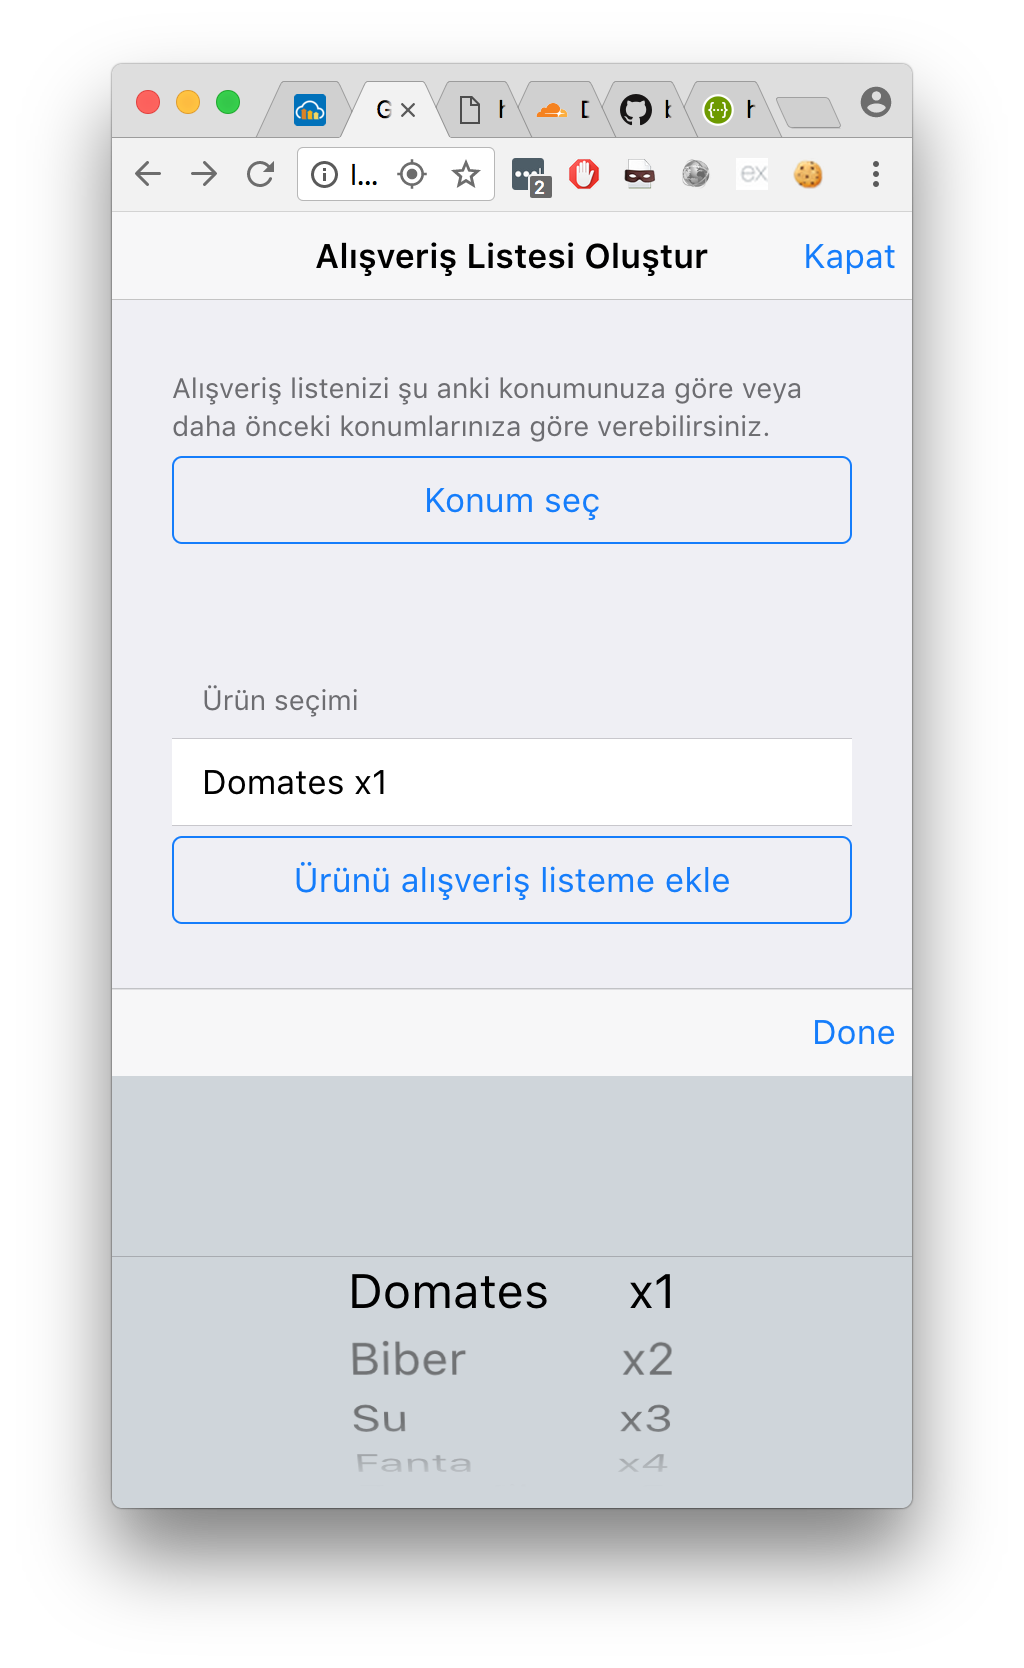 2
ex
Alışveriş Listesi Oluştur
Kapat
Alışveriş listenizi şu anki konumunuza göre veya
daha önceki konumlarınıza göre verebilirsiniz.
Konum seç
Ürün seçimi
Domates x1
Ürünü alışveriş listeme ekle
Done
Domates x1
Biber x2
Su x3
Fanta x4